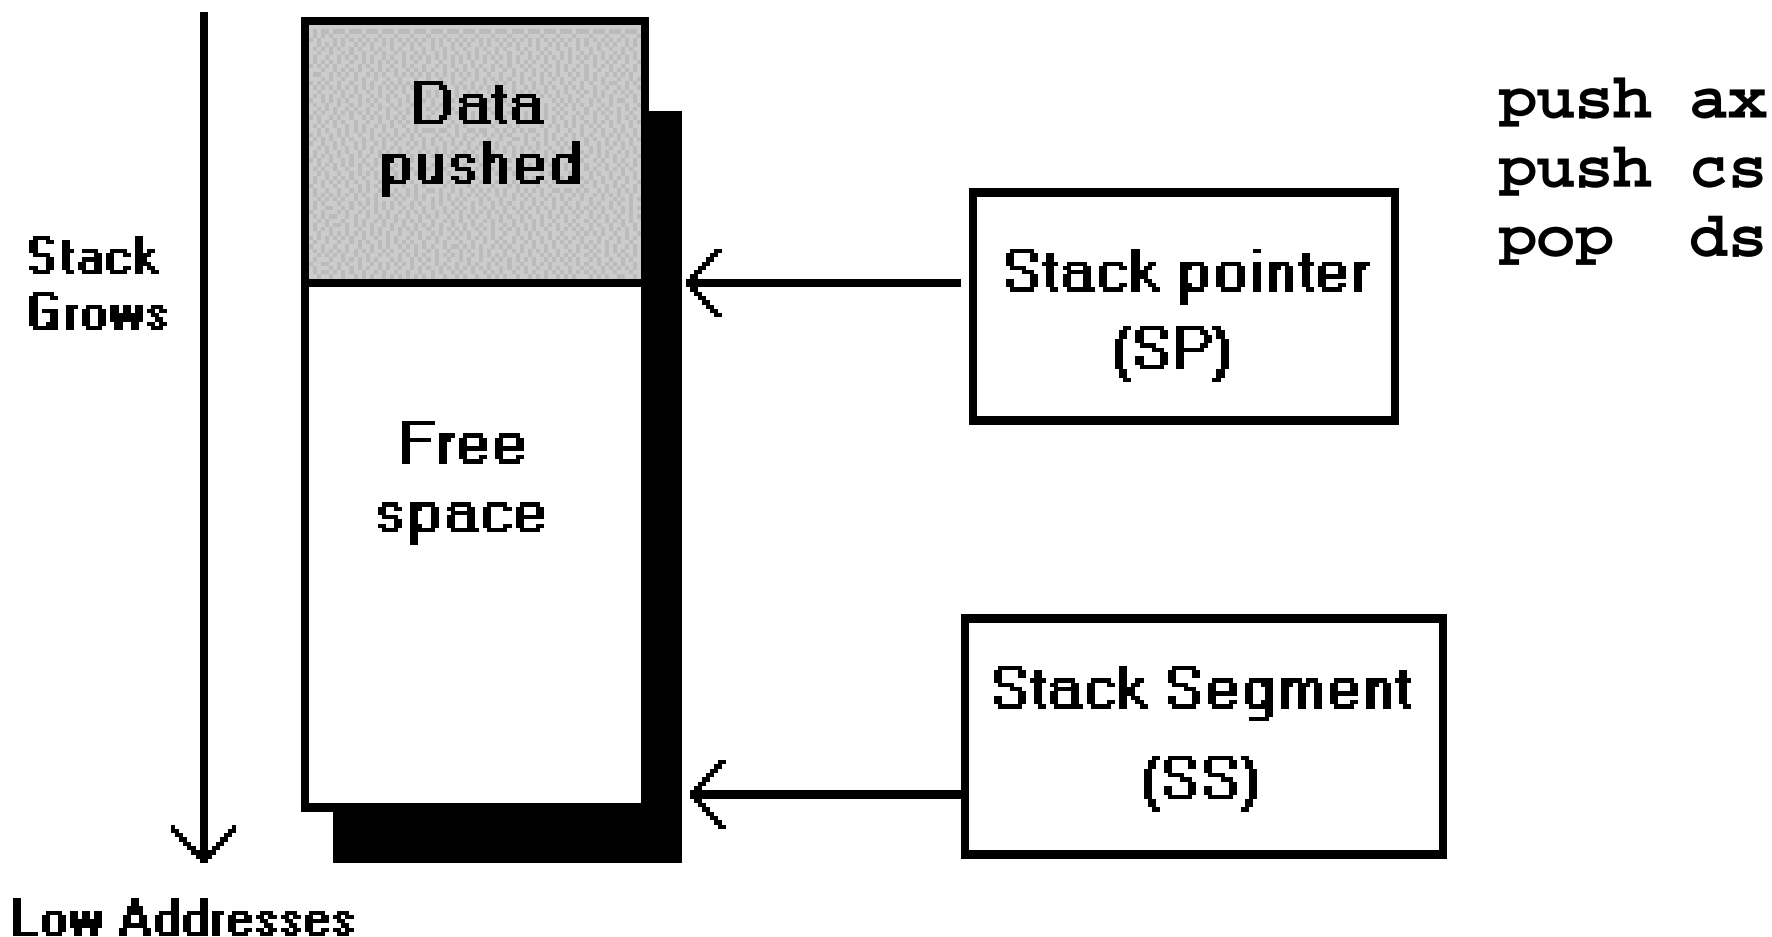 Data
pushed
push ax
push cs
pop ds
Stack
Grows
Stack pointer
(SP)
Free
space
Stack Segment
(SS)
Low Addresses